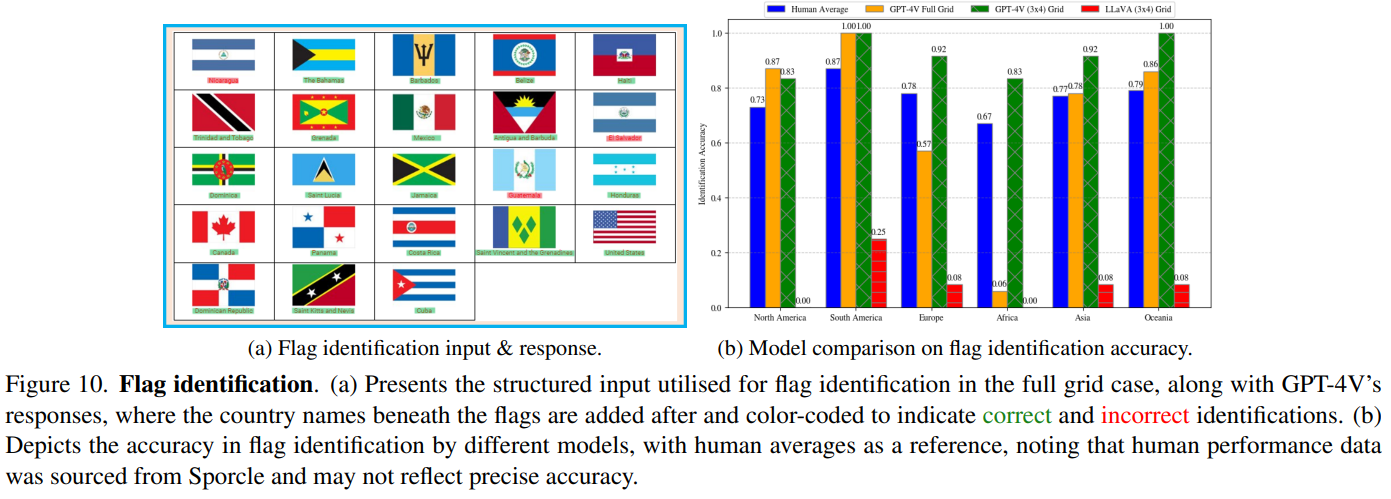 Nicaragua
The Bahamas
Barbados
Belize
Haiti
Trinidad and Tobago
Grenada
Mexico
Antigua and Barbuda
El Salvador
Dominica
Saint Lucia
Jamaica
Guatemala
Honduras
Canada
Panama
Costa Rica
Saint Vincent and the Grenadines
United States
Dominican Republic
Saint Kitts and Nevis
Cuba
(a) Flag identification input & response.
Human Average
GPT-4V Full Grid
GPT-4V (3x4) Grid
LLaVA (3x4) Grid
Identification Accuracy
1.0
0.8
0.6
0.4
0.2
0.0
0.73
0.87
0.83
0.00
0.87
1.00
1.00
0.25
0.78
0.57
0.92
0.08
0.67
0.06
0.83
0.00
0.77
0.78
0.92
0.08
0.79
0.86
1.00
0.08
North America
South America
Europe
Africa
Asia
Oceania
(b) Model comparison on flag identification accuracy.
Figure 10. Flag identification. (a) Presents the structured input utilised for flag identification in the full grid case, along with GPT-4V's
responses, where the country names beneath the flags are added after and color-coded to indicate correct and incorrect identifications. (b)
Depicts the accuracy in flag identification by different models, with human averages as a reference, noting that human performance data
was sourced from Sporcle and may not reflect precise accuracy.